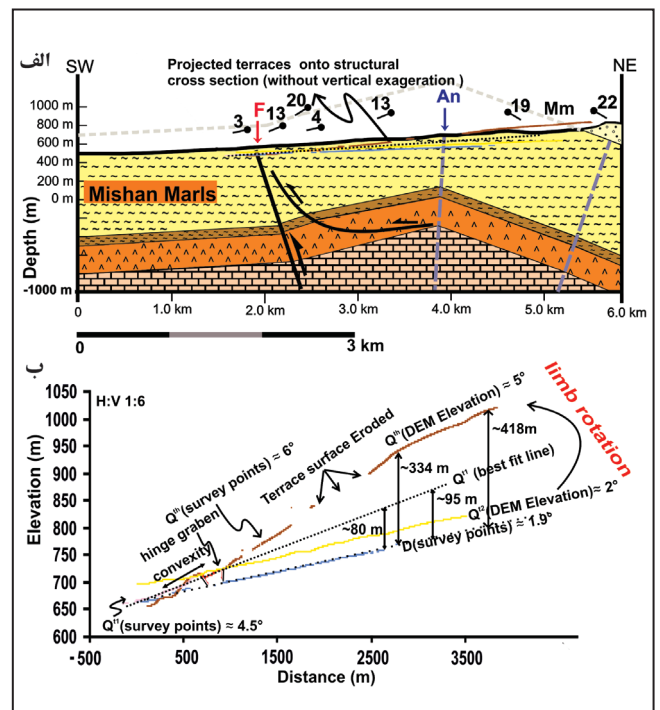 الف
SW
NE
Projected terraces onto structural
cross section (without vertical exageration )
1000 m
800 m
600 m
400 m
200 m
0 m
-1000 m
Depth (m)
3
F
13
20
4
13
An
19
Mm
22
Mishan Marls
0
1.0 km
2.0 km
3.0 km
4.0 km
5.0 km
6.0 km
0
3 km
ب
H:V 1:6
1050
1000
950
900
850
800
750
700
650
600
Elevation (m)
limb rotation
Qth(DEM Elevation) ≈ 5°
Terrace surface Eroded
Qth(survey points) ≈ 6°
hinge graben
convexity
~418m
~334 m
Qt1 (best fit line)
~95 m
~80 m
Qt2 (DEM Elevation)≈ 2°
D(survey points) ≈ 1.9°
Qt1(survey points) ≈ 4.5°
-500
500
1500
2500
3500
Distance (m)